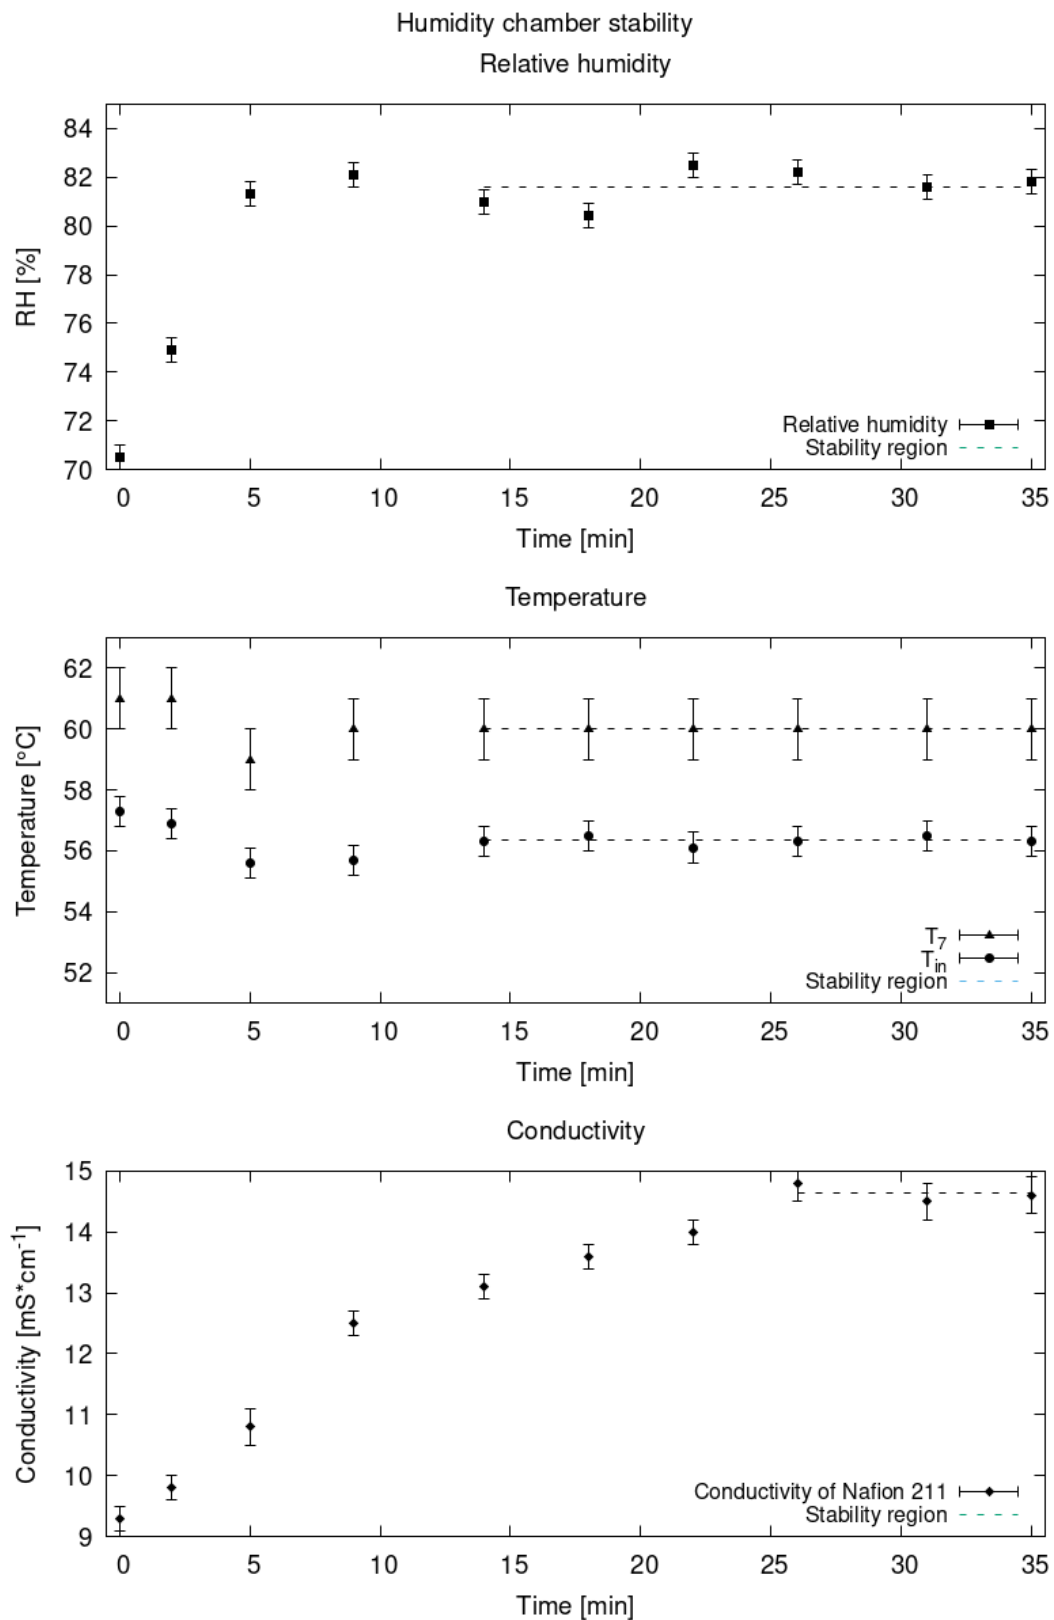 Humidity chamber stability
Relative humidity
84
82
80
78
76
74
72
70
RH [%]
Relative humidity
Stability region
0 5 10 15 20 25 30 35
Time [min]
Temperature
62
60
58
56
54
52
Temperature [°C]
T7
Tin
Stability region
0 5 10 15 20 25 30 35
Time [min]
Conductivity
15
14
13
12
11
10
9
Conductivity [mS*cm-1]
Conductivity of Nafion 211
Stability region
0 5 10 15 20 25 30 35
Time [min]